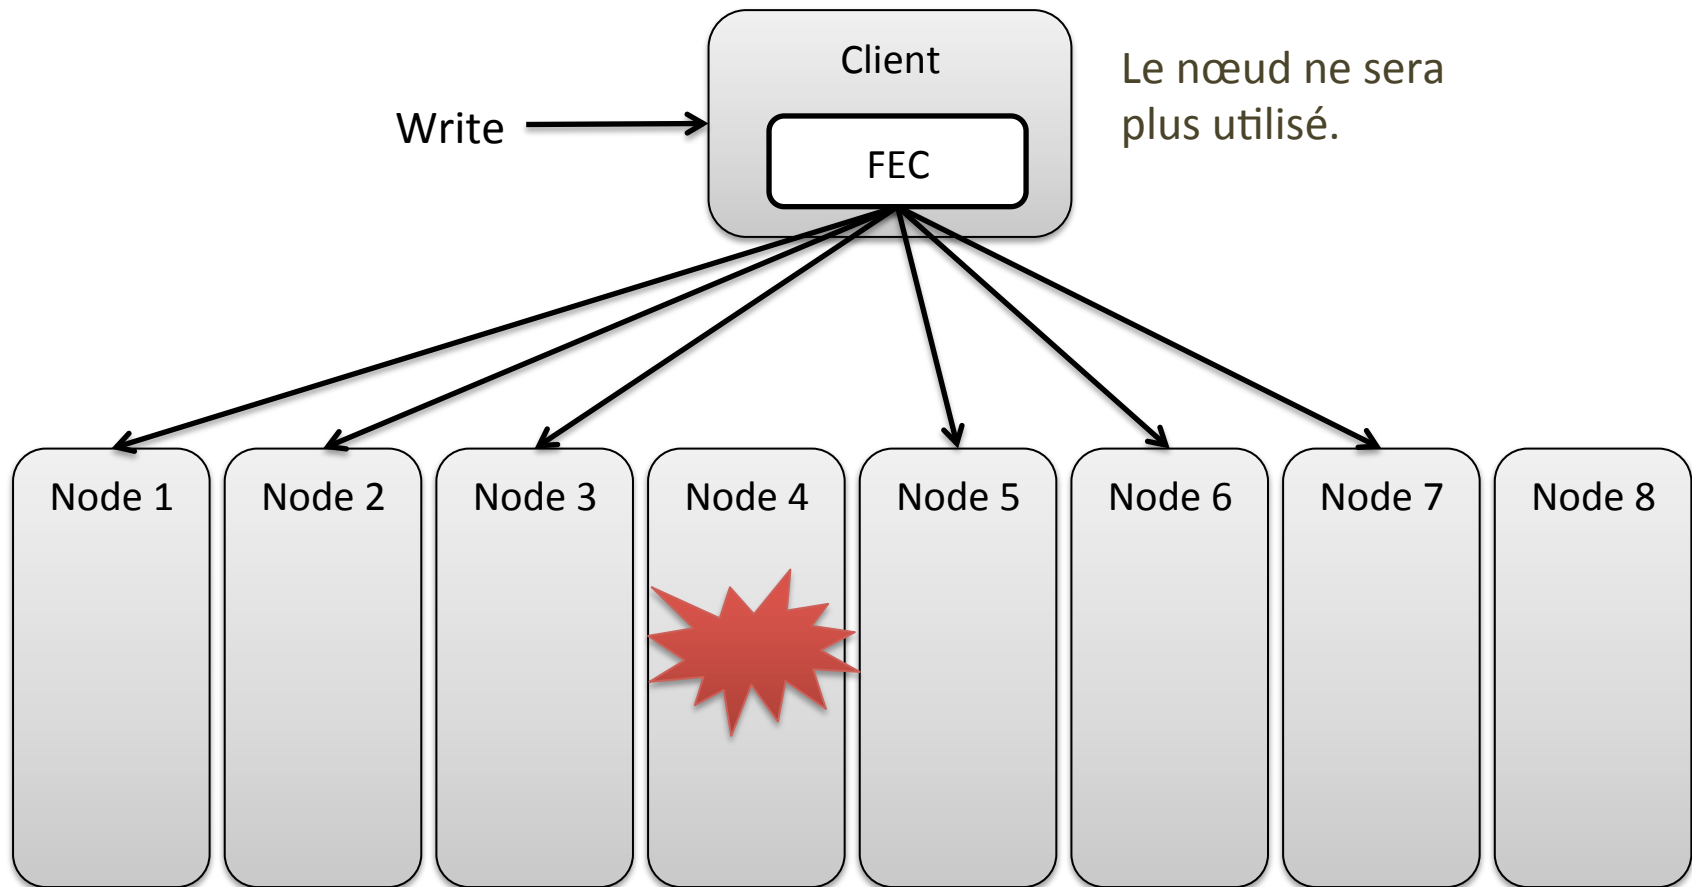 Client
Le nœud ne sera
plus utilisé.
Write
FEC
Node 1
Node 2
Node 3
Node 4
Node 5
Node 6
Node 7
Node 8